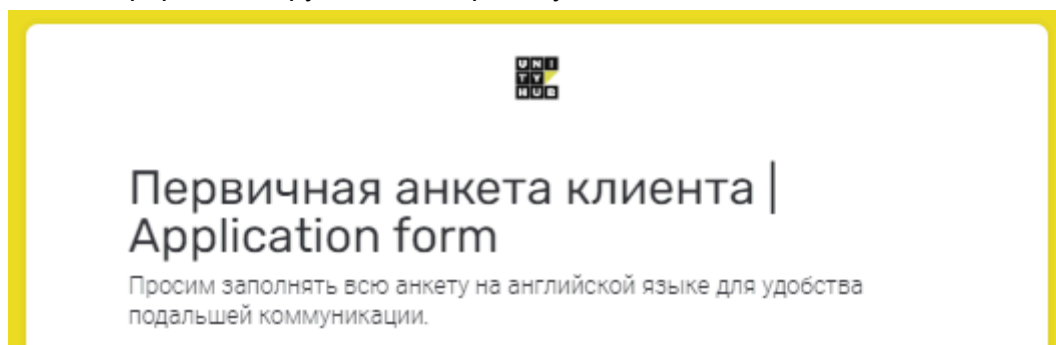 UNI
TY
HUB
Первичная анкета клиента |
Application form
Просим заполнять всю анкету на английской языке для удобства
подальшей коммуникации.